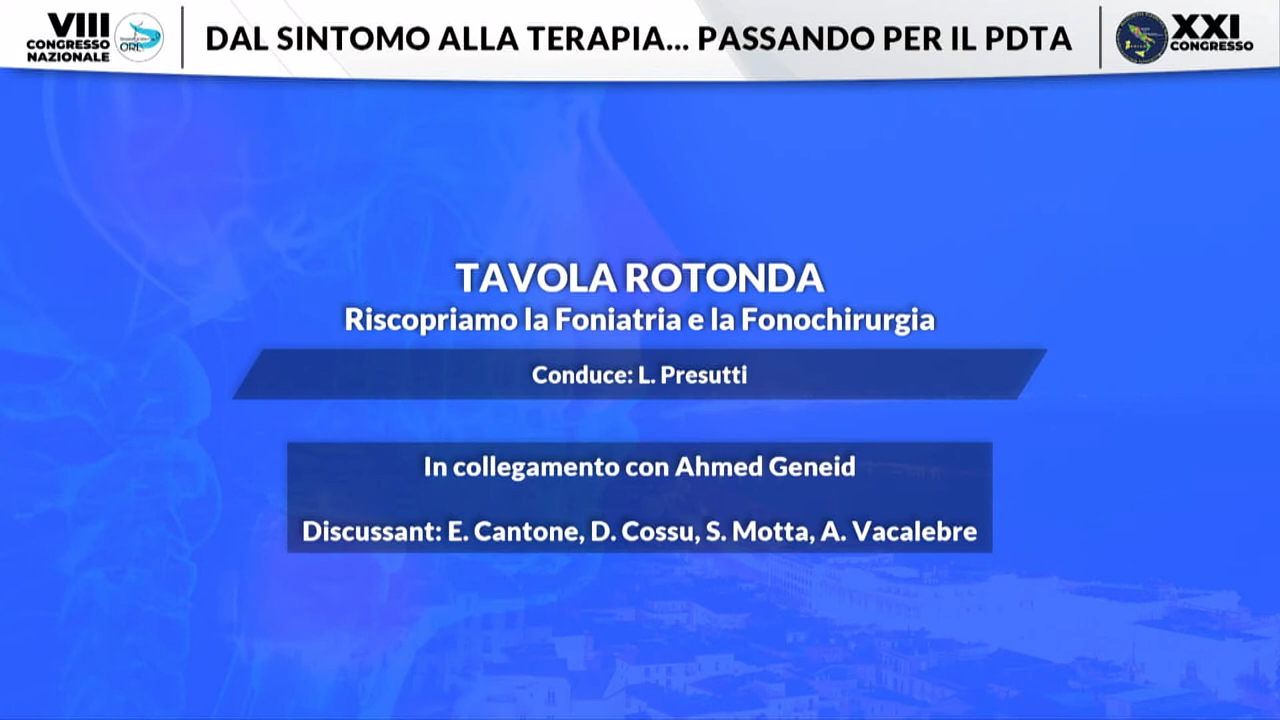 VIII
CONGRESSO
NAZIONALE
ORL
DAL SINTOMO ALLA TERAPIA... PASSANDO PER IL PDTA
XXI
CONGRESSO
TAVOLA ROTONDA
Riscopriamo la Foniatria e la Fonochirurgia
Conduce: L. Presutti
In collegamento con Ahmed Geneid
Discussant: E. Cantone, D. Cossu, S. Motta, A. Vacalebre